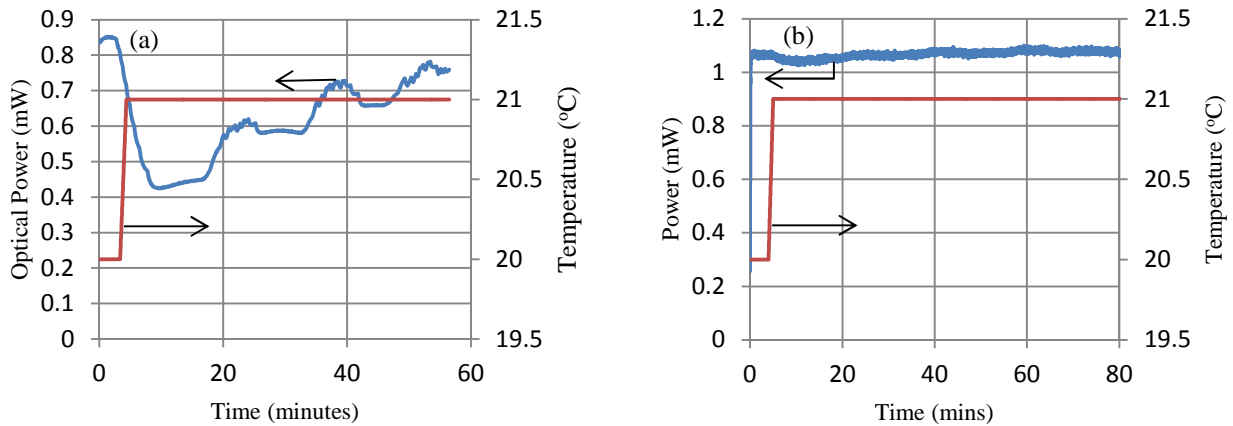 (a)
0.9
0.8
0.7
0.6
0.5
0.4
0.3
0.2
0.1
0
Optical Power (mW)
21.5
21
20.5
20
19.5
Temperature (°C)
0 20 40 60
Time (minutes)
(b)
1.2
1
0.8
0.6
0.4
0.2
0
Power (mW)
21.5
21
20.5
20
19.5
Temperature (°C)
0 20 40 60 80
Time (mins)